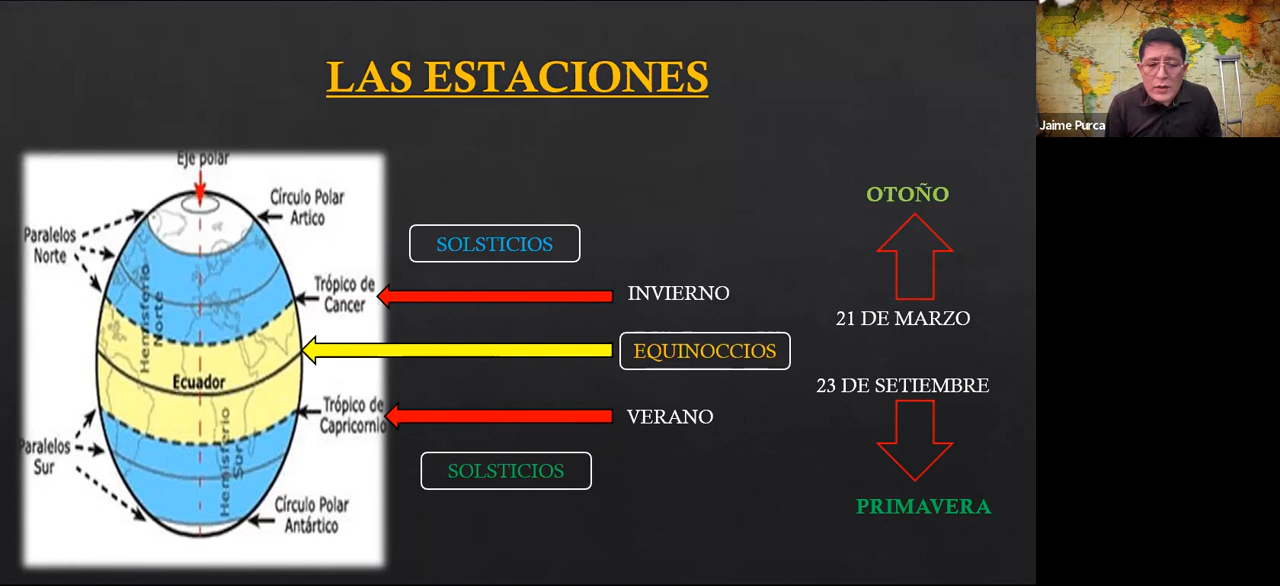 LAS ESTACIONES
Jaime Purca
Eje polar
Círculo Polar
Artico
Paralelos
Norte
Hemisferio
Norte
Trópico de
Cancer
Ecuador
Trópico de
Capricornio
Paralelos
Sur
Hemisferio
Sur
Círculo Polar
Antártico
SOLSTICIOS
INVIERNO
EQUINOCCIOS
VERANO
SOLSTICIOS
OTOÑO
21 DE MARZO
23 DE SETIEMBRE
PRIMAVERA